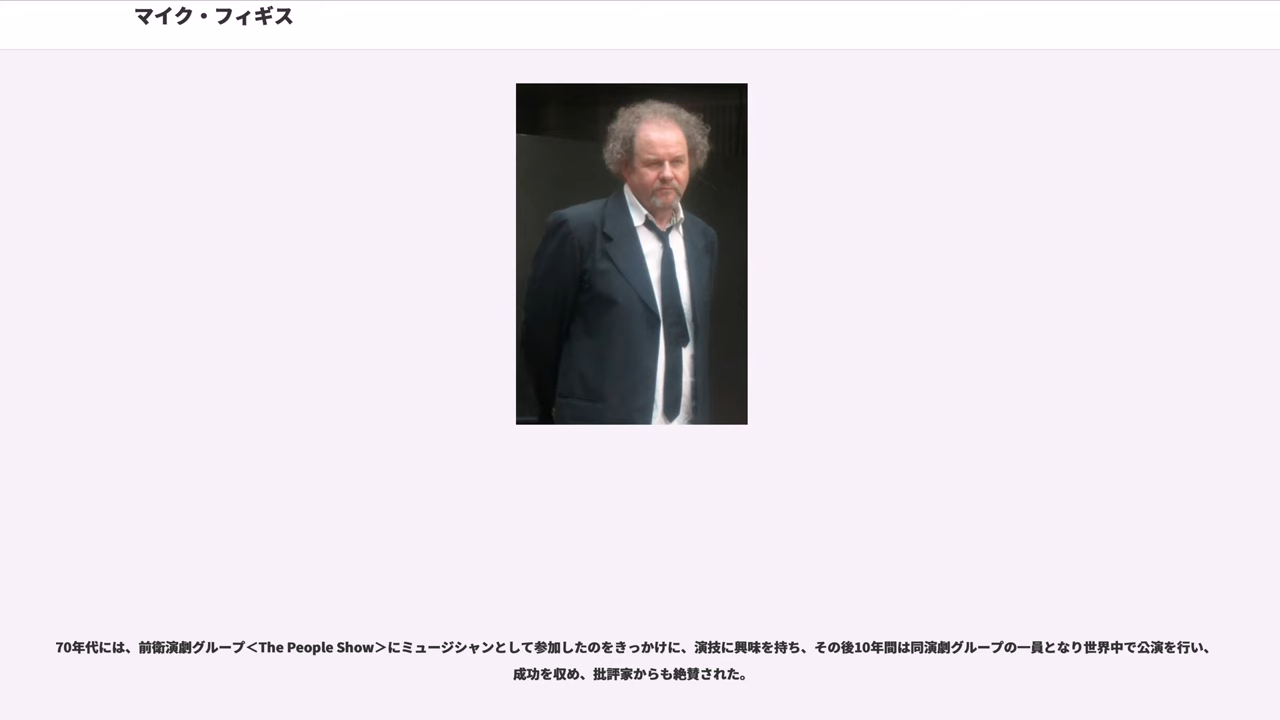 マイク・フィギス
70年代には、前衛演劇グループ＜The People Show＞にミュージシャンとして参加したのをきっかけに、演技に興味を持ち、その後10年間は同演劇グループの一員となり世界中で公演を行い、
成功を収め、批評家からも絶賛された。